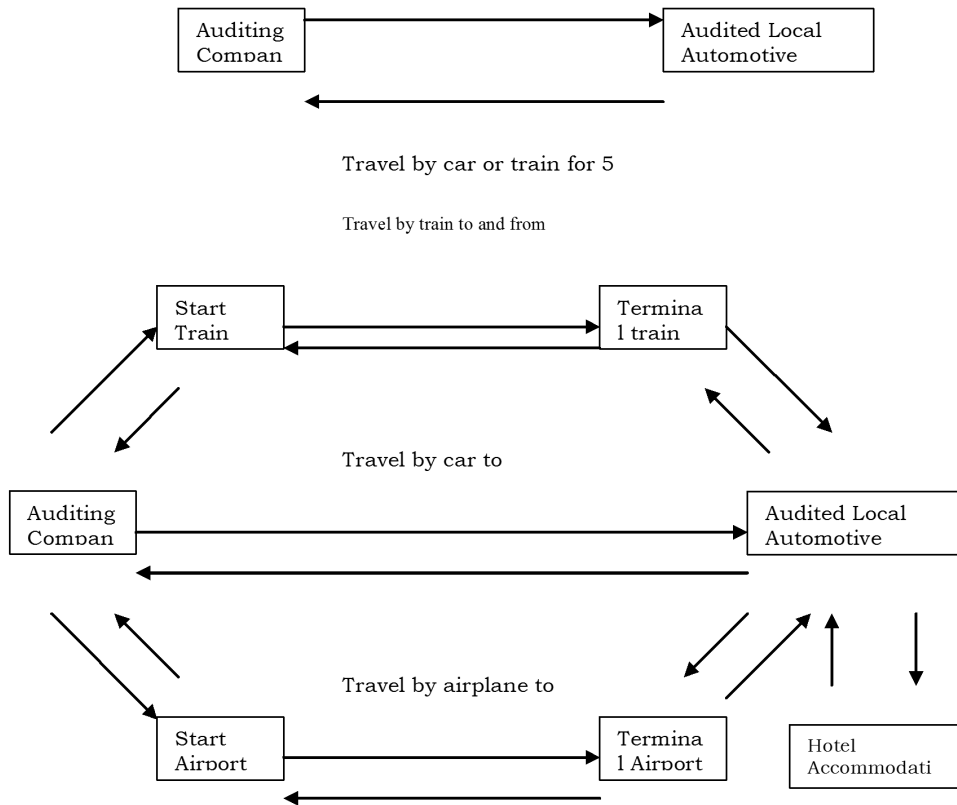 Auditing
Compan
Audited Local
Automotive
Travel by car or train for 5
Travel by train to and from
Start
Train
Termina
l train
Travel by car to
Auditing
Compan
Audited Local
Automotive
Travel by airplane to
Start
Airport
Termina
l Airport
Hotel
Accommodati